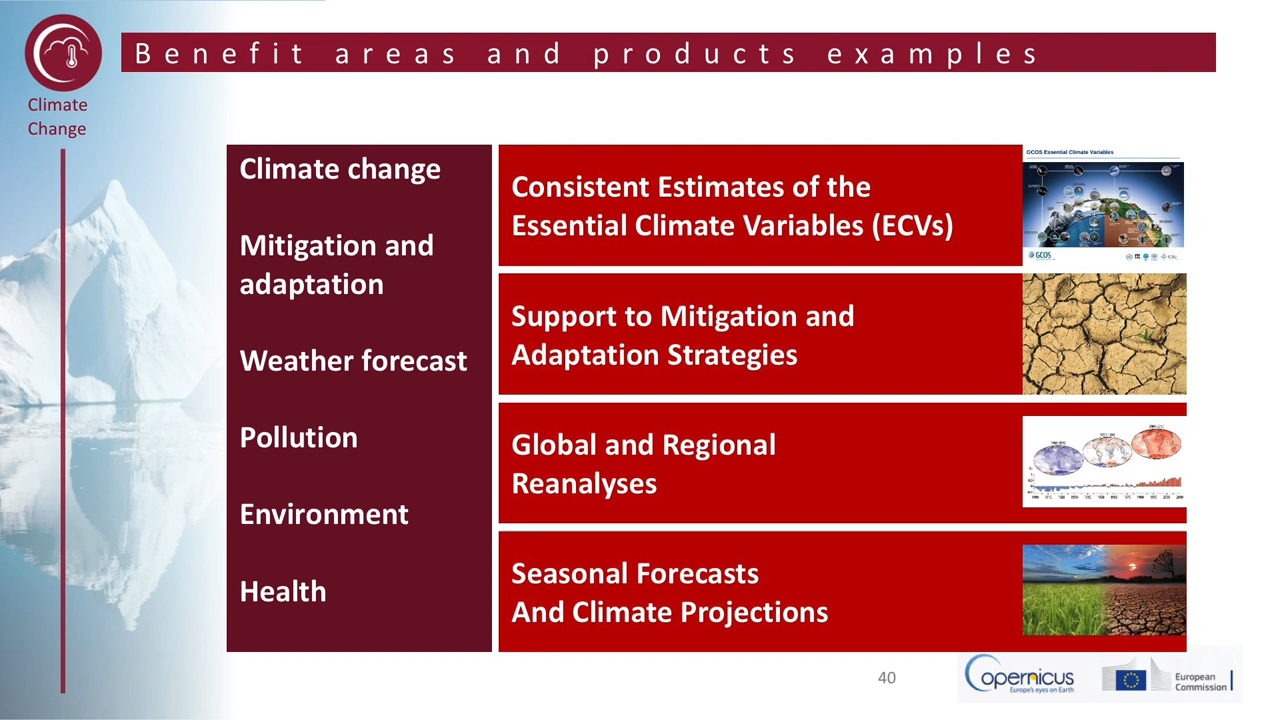 Benefit areas and products examples
Climate
Change
Climate change
Mitigation and
adaptation
Weather forecast
Pollution
Environment
Health
Consistent Estimates of the
Essential Climate Variables (ECVs)
GCOS Essential Climate Variables
GCOS
Support to Mitigation and
Adaptation Strategies
Global and Regional
Reanalyses
Seasonal Forecasts
And Climate Projections
40
Copernicus
Europe's eyes on Earth
European
Commission